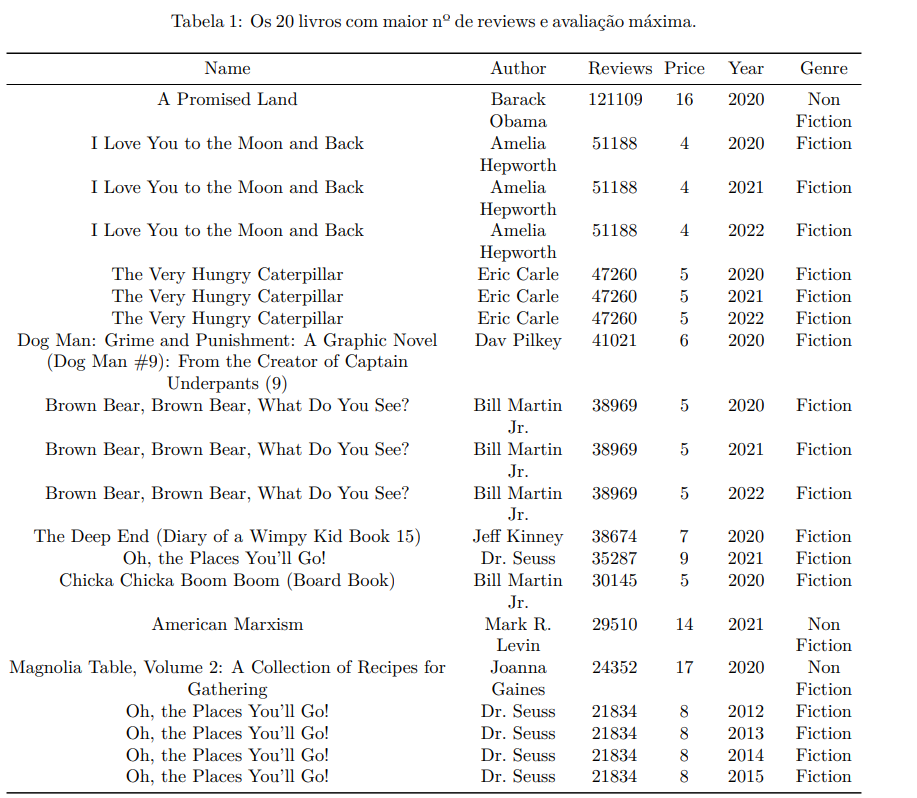 Tabela 1: Os 20 livros com maior nº de reviews e avaliação máxima.
Name Author Reviews Price Year Genre
A Promised Land Barack 121109 16 2020 Non
Obama Fiction
I Love You to the Moon and Back Amelia 51188 4 2020 Fiction
Hepworth
I Love You to the Moon and Back Amelia 51188 4 2021 Fiction
Hepworth
I Love You to the Moon and Back Amelia 51188 4 2022 Fiction
Hepworth
The Very Hungry Caterpillar Eric Carle 47260 5 2020 Fiction
The Very Hungry Caterpillar Eric Carle 47260 5 2021 Fiction
The Very Hungry Caterpillar Eric Carle 47260 5 2022 Fiction
Dog Man: Grime and Punishment: A Graphic Novel Dav Pilkey 41021 6 2020 Fiction
(Dog Man #9): From the Creator of Captain
Underpants (9)
Brown Bear, Brown Bear, What Do You See? Bill Martin 38969 5 2020 Fiction
Jr.
Brown Bear, Brown Bear, What Do You See? Bill Martin 38969 5 2021 Fiction
Jr.
Brown Bear, Brown Bear, What Do You See? Bill Martin 38969 5 2022 Fiction
Jr.
The Deep End (Diary of a Wimpy Kid Book 15) Jeff Kinney 38674 7 2020 Fiction
Oh, the Places You'll Go! Dr. Seuss 35287 9 2021 Fiction
Chicka Chicka Boom Boom (Board Book) Bill Martin 30145 5 2020 Fiction
Jr.
American Marxism Mark R. 29510 14 2021 Non
Levin Fiction
Magnolia Table, Volume 2: A Collection of Recipes for Joanna 24352 17 2020 Non
Gathering Gaines Fiction
Oh, the Places You'll Go! Dr. Seuss 21834 8 2012 Fiction
Oh, the Places You'll Go! Dr. Seuss 21834 8 2013 Fiction
Oh, the Places You'll Go! Dr. Seuss 21834 8 2014 Fiction
Oh, the Places You'll Go! Dr. Seuss 21834 8 2015 Fiction